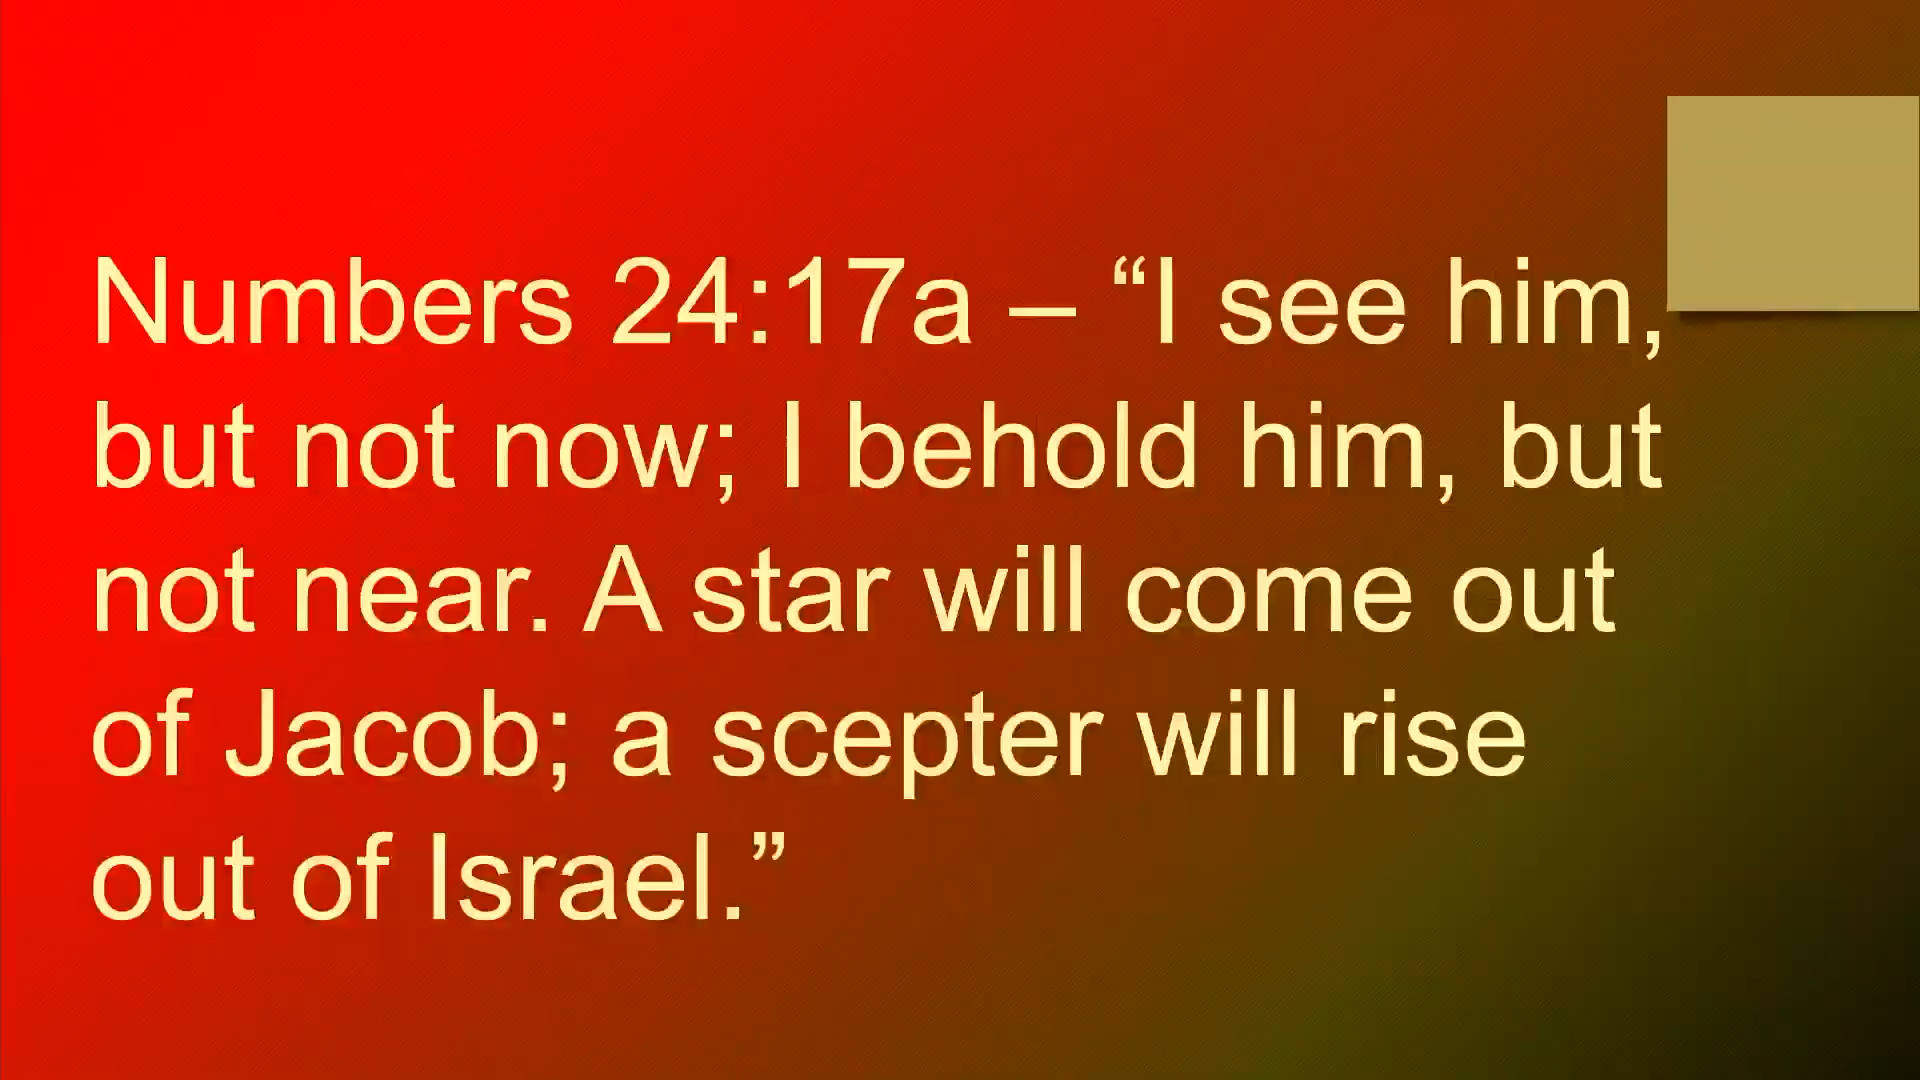 Numbers 24:17a – “I see him,
but not now; I behold him, but
not near. A star will come out
of Jacob; a scepter will rise
out of Israel.”